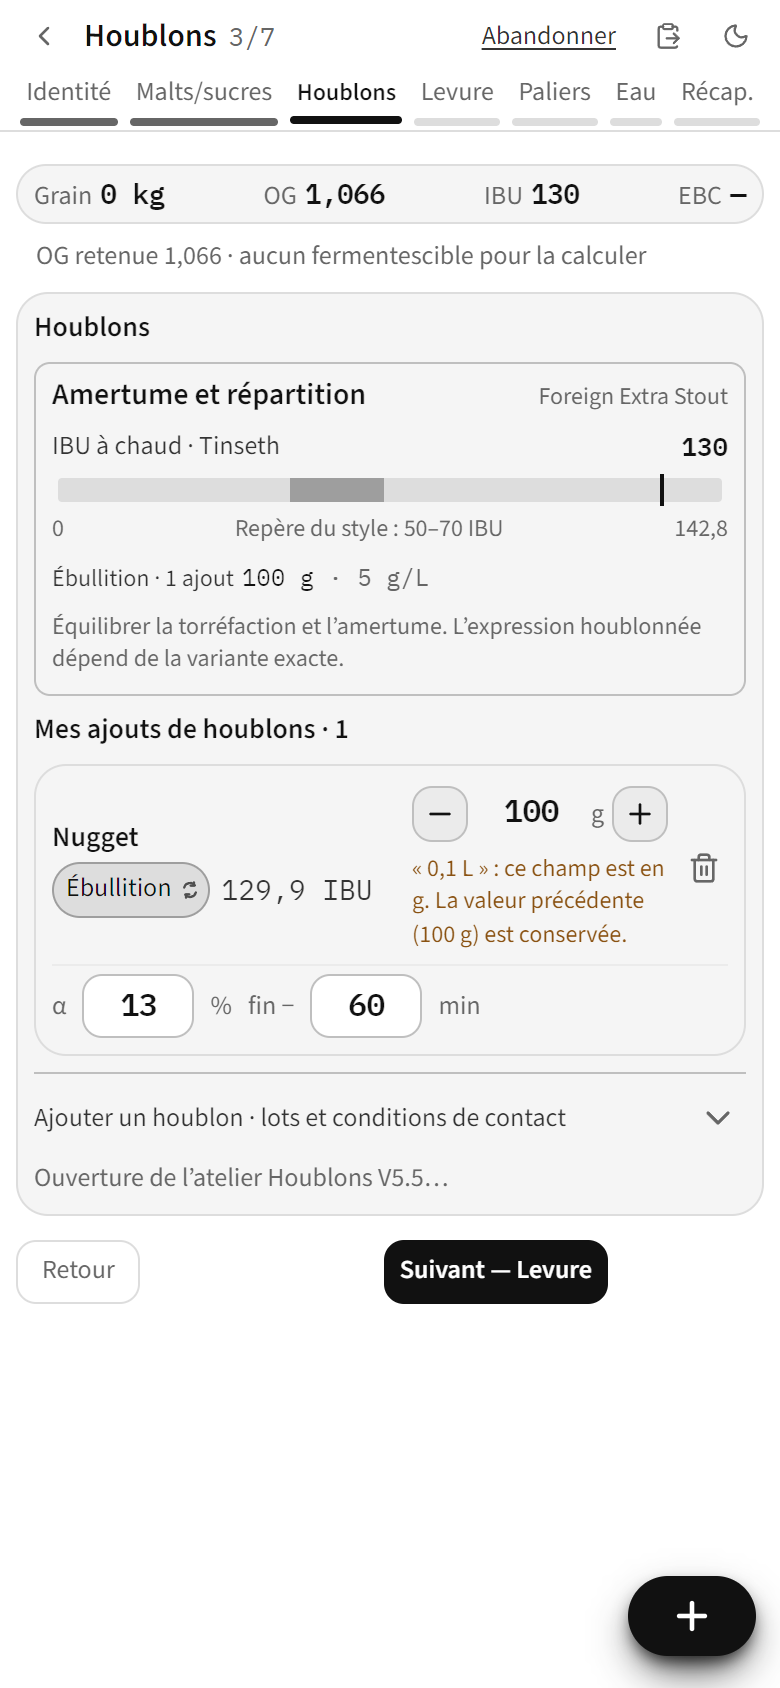 Houblons 3/7 Abandonner
Identité Malts/sucres Houblons Levure Paliers Eau Récap.
Grain 0 kg OG 1,066 IBU 130 EBC –
OG retenue 1,066 · aucun fermentescible pour la calculer
Houblons
Amertume et répartition Foreign Extra Stout
IBU à chaud · Tinseth 130
0 Repère du style : 50–70 IBU 142,8
Ébullition · 1 ajout 100 g · 5 g/L
Équilibrer la torréfaction et l’amertume. L’expression houblonnée
dépend de la variante exacte.
Mes ajouts de houblons · 1
Nugget
Ébullition 129,9 IBU
− 100 g +
« 0,1 L » : ce champ est en
g. La valeur précédente
(100 g) est conservée.
α 13 % fin − 60 min
Ajouter un houblon · lots et conditions de contact
Ouverture de l’atelier Houblons V5.5…
Retour Suivant — Levure
+